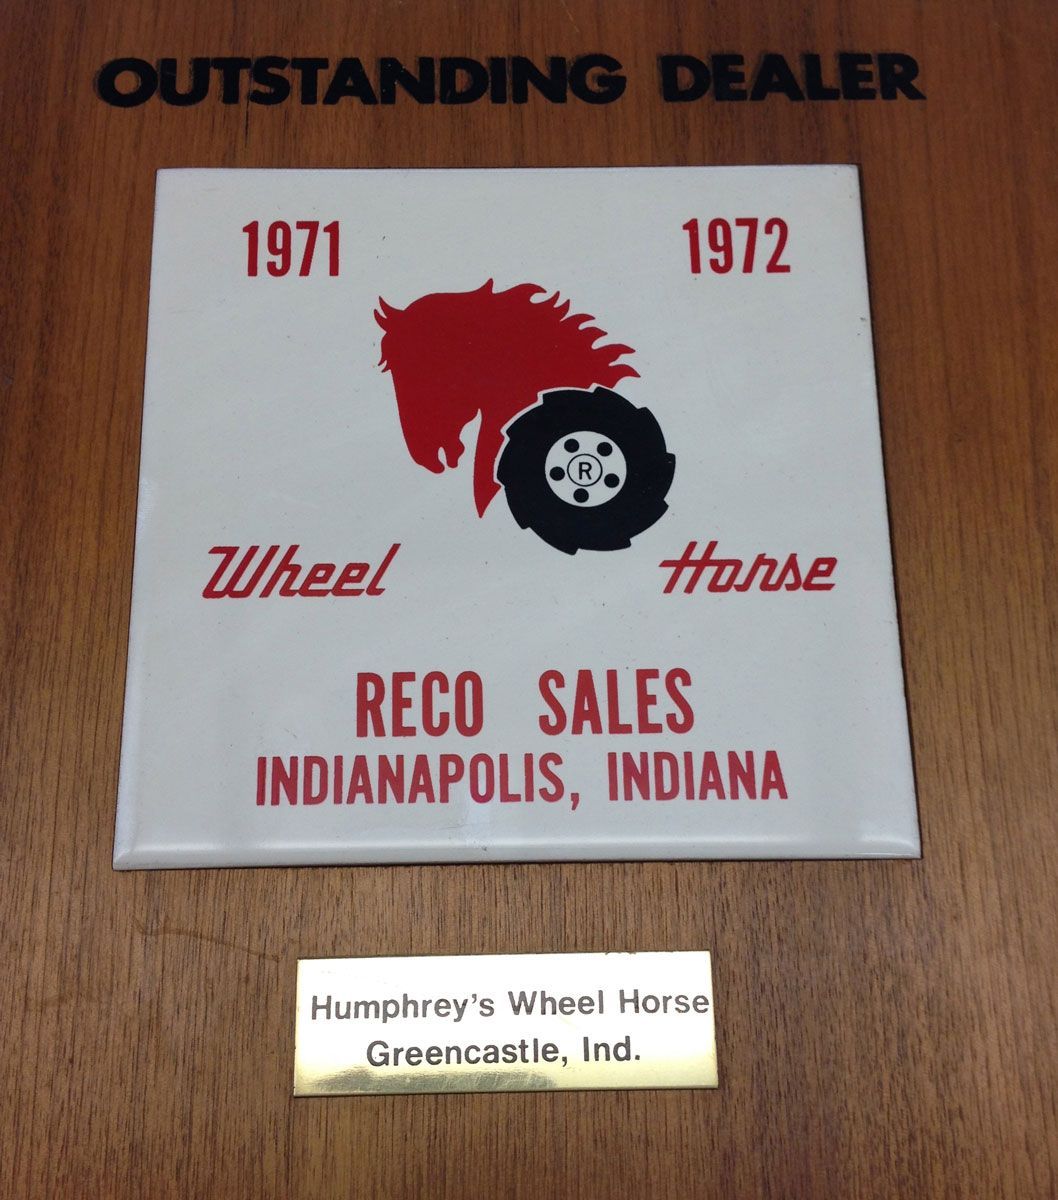 OUTSTANDING DEALER
1971 1972
R
Wheel Horse
RECO SALES
INDIANAPOLIS, INDIANA
Humphrey's Wheel Horse
Greencastle, Ind.